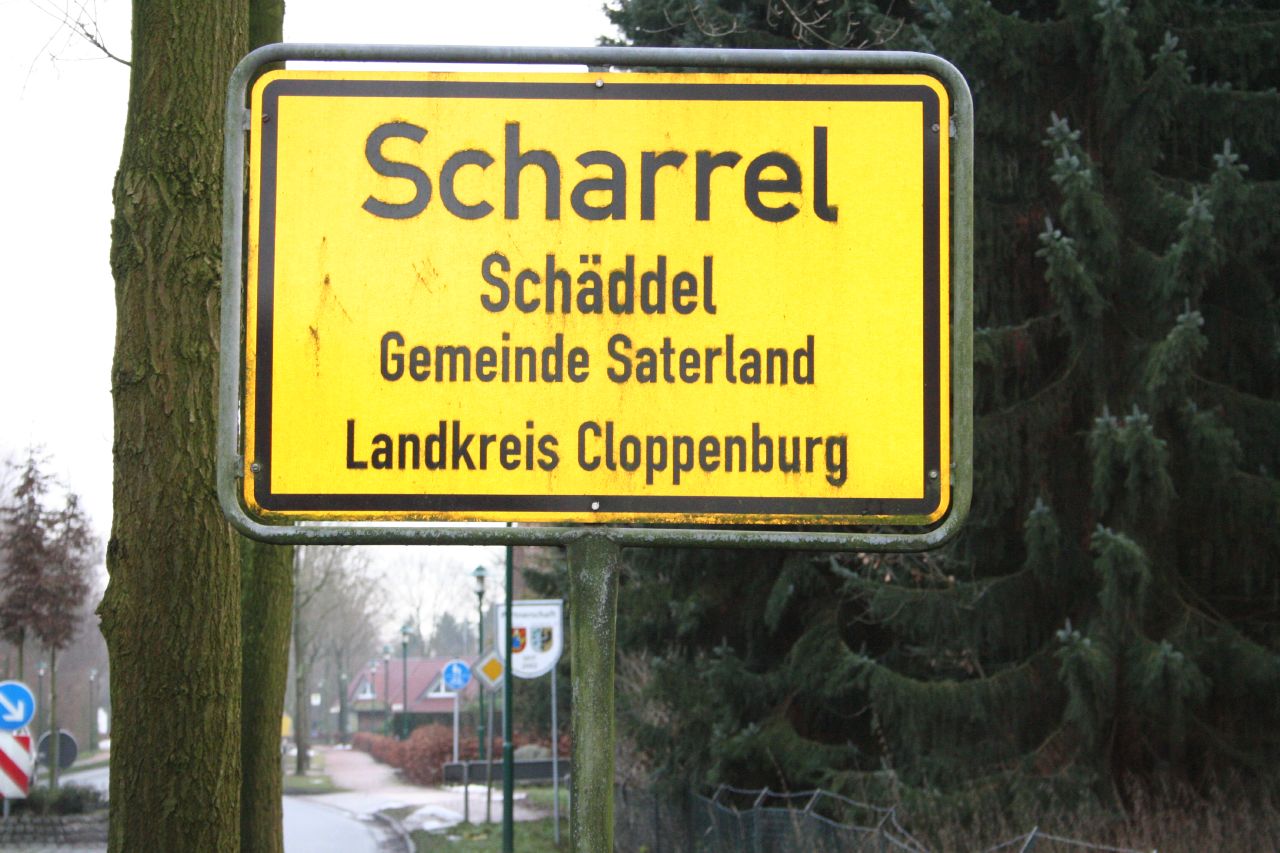 Scharrel
Schäddel
Gemeinde Saterland
Landkreis Cloppenburg